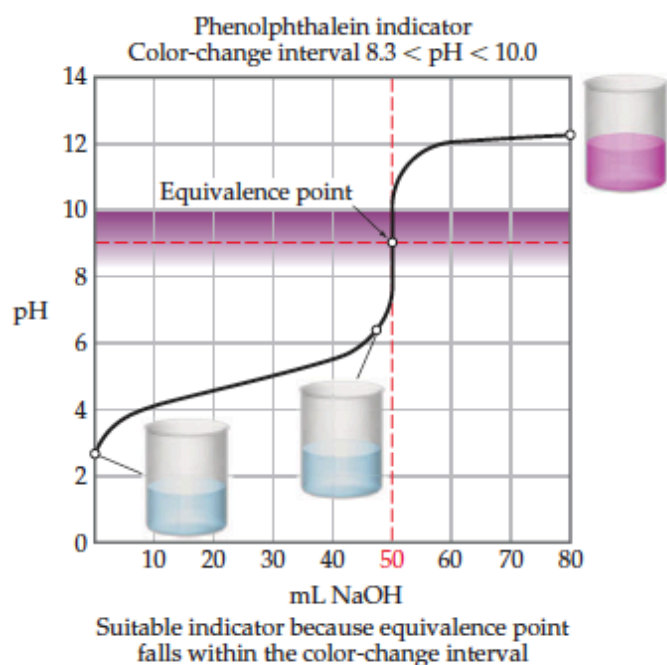 Phenolphthalein indicator
Color-change interval 8.3 < pH < 10.0
14
12
Equivalence point
10
8
pH
6
4
2
0
10 20 30 40 50 60 70 80
mL NaOH
Suitable indicator because equivalence point
falls within the color-change interval